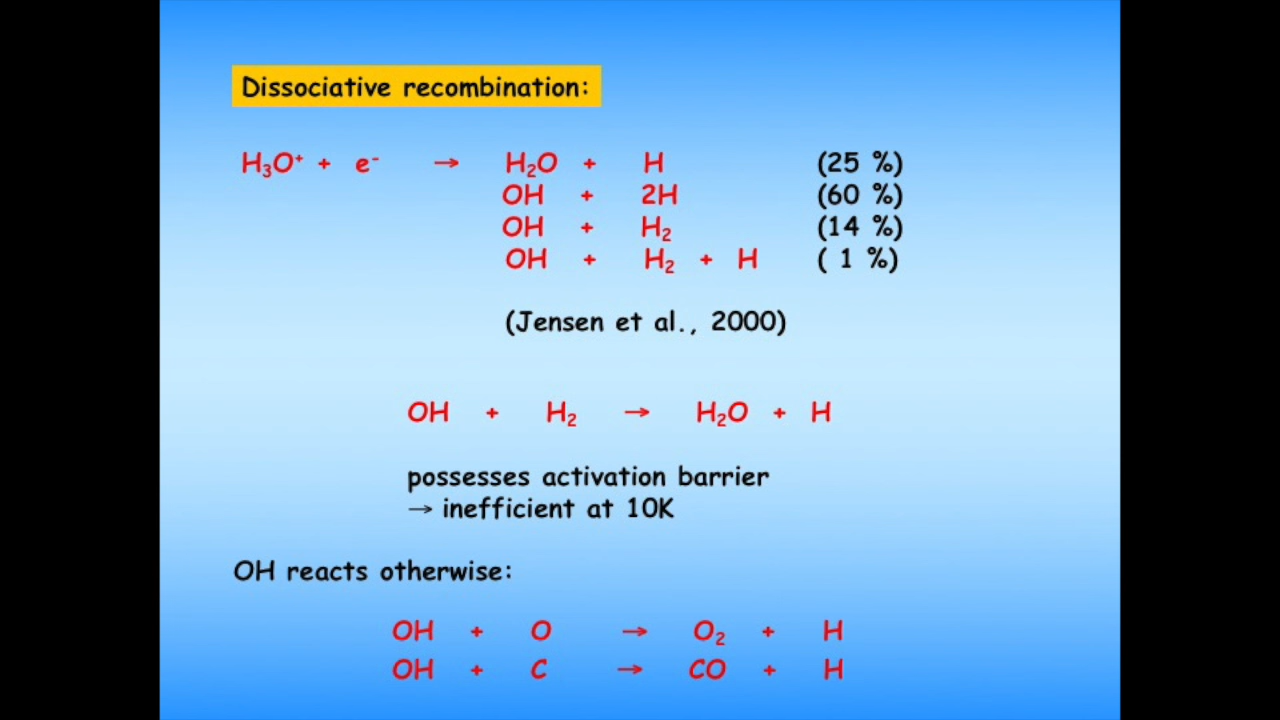 Dissociative recombination:
H₃O⁺ + e⁻ → H₂O + H (25 %)
OH + 2H (60 %)
OH + H₂ (14 %)
OH + H₂ + H ( 1 %)
(Jensen et al., 2000)
OH + H₂ → H₂O + H
possesses activation barrier
→ inefficient at 10K
OH reacts otherwise:
OH + O → O₂ + H
OH + C → CO + H